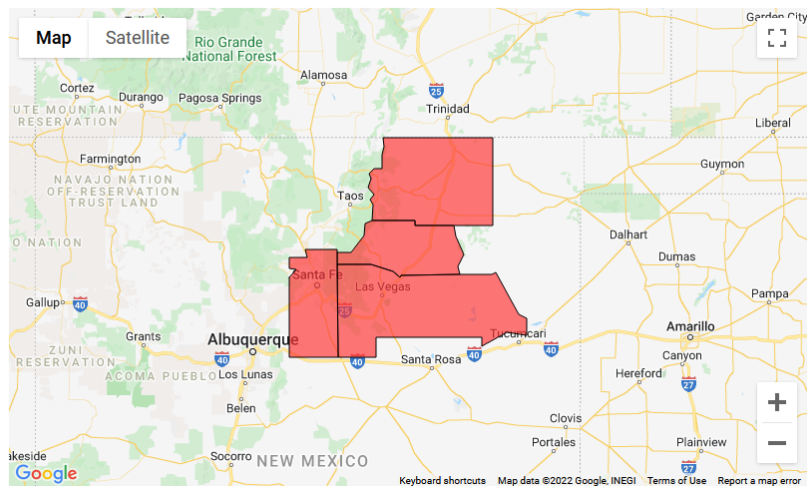 Map
Satellite
Garden City
Rio Grande
National Forest
Alamosa
25
Cortez
Durango
Pagosa Springs
Trinidad
UTE MOUNTAIN
RESERVATION
Liberal
Farmington
Guymon
NAVAJO NATION
OFF-RESERVATION
TRUST LAND
Taos
O NATION
Dalhart
Dumas
Santa Fe
Las Vegas
Gallup
40
25
Pampa
Grants
Albuquerque
Tucumcari
Amarillo
ZUNI
RESERVATION
40
40
Santa Rosa
40
40
Canyon
ACOMA PUEBLO
Los Lunas
Hereford
27
Belen
Clovis
Portales
Plainview
akeside
Socorro
NEW MEXICO
27
Google
Keyboard shortcuts
Map data ©2022 Google, INEGI
Terms of Use
Report a map error